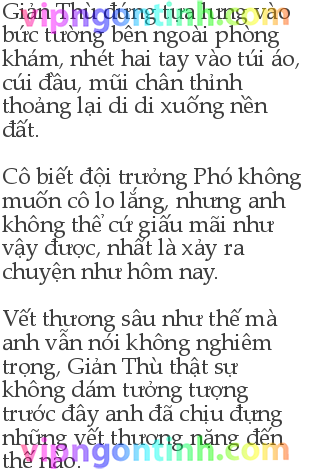 Giản Thù đứng tựa lưng vào
bức tường bên ngoài phòng
khám, nhét hai tay vào túi áo,
cúi đầu, mũi chân thỉnh
thoảng lại di di xuống nền
đất.
Cô biết đội trưởng Phó không
muốn cô lo lắng, nhưng anh
không thể cứ giấu mãi như
vậy được, nhất là xảy ra
chuyện như hôm nay.
Vết thương sâu như thế mà
anh vẫn nói không nghiêm
trọng, Giản Thù thật sự
không dám tưởng tượng
trước đây anh đã chịu đựng
những vết thương nặng đến
thế nào.
vipngontinh.com
vipngontinh.com